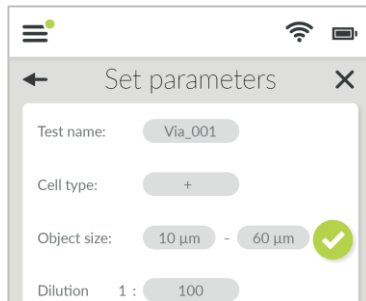 Set parameters
Test name: Via_001
Cell type: +
Object size: 10 μm - 60 μm
Dilution 1 : 100